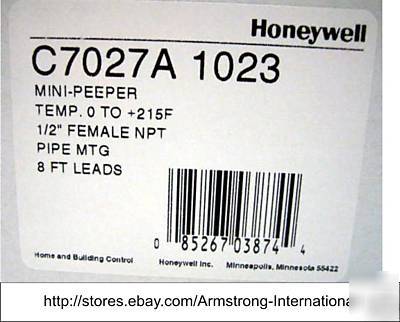 Honeywell
C7027A 1023
MINI-PEEPER
TEMP. 0 TO +215F
1/2" FEMALE NPT
PIPE MTG
8 FT LEADS
0 85267 03874 4
Home and Building Control Honeywell Inc. Minneapolis, Minnesota 55422
http://stores.ebay.com/Armstrong-Internationa